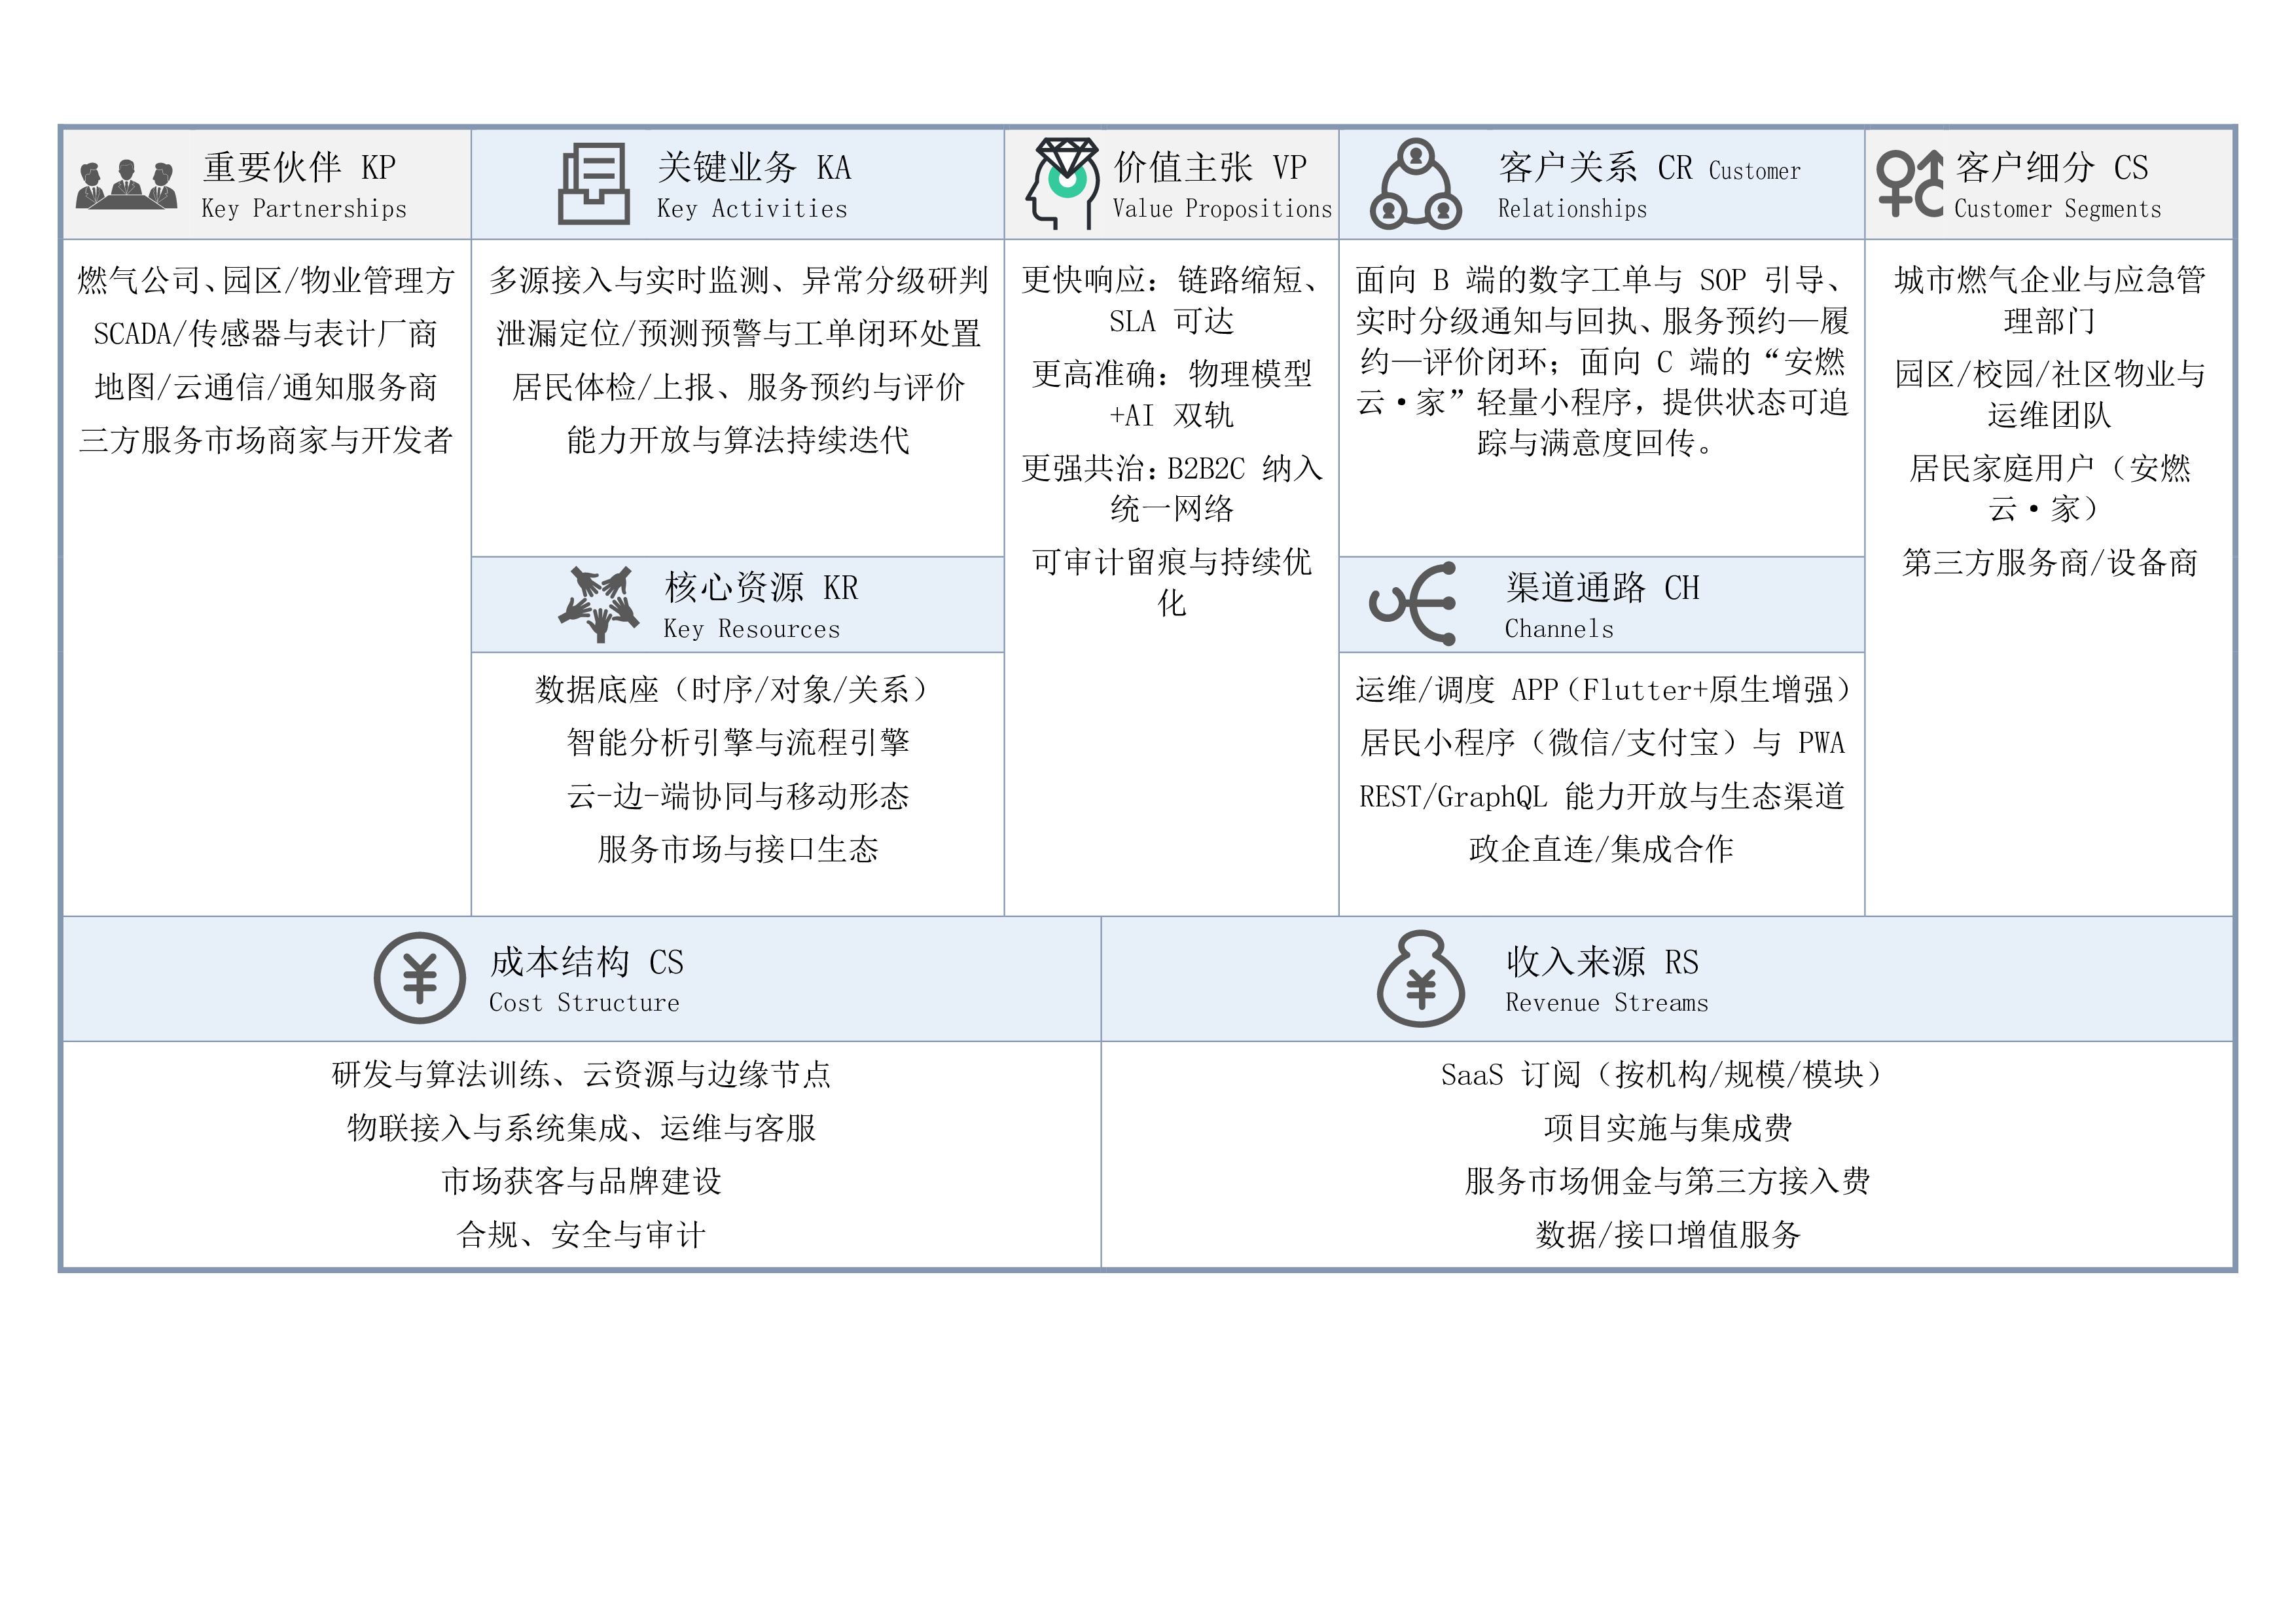 重要伙伴 KP
Key Partnerships
燃气公司、园区/物业管理方
SCADA/传感器与表计厂商
地图/云通信/通知服务商
三方服务市场商家与开发者
关键业务 KA
Key Activities
多源接入与实时监测、异常分级研判
泄漏定位/预测预警与工单闭环处置
居民体检/上报、服务预约与评价
能力开放与算法持续迭代
核心资源 KR
Key Resources
数据底座（时序/对象/关系）
智能分析引擎与流程引擎
云-边-端协同与移动形态
服务市场与接口生态
价值主张 VP
Value Propositions
更快响应：链路缩短、
SLA 可达
更高准确：物理模型
+AI 双轨
更强共治：B2B2C 纳入
统一网络
可审计留痕与持续优
化
客户关系 CR Customer
Relationships
面向 B 端的数字工单与 SOP 引导、
实时分级通知与回执、服务预约—履
约—评价闭环；面向 C 端的“安燃
云·家”轻量小程序，提供状态可追
踪与满意度回传。
渠道通路 CH
Channels
运维/调度 APP（Flutter+原生增强）
居民小程序（微信/支付宝）与 PWA
REST/GraphQL 能力开放与生态渠道
政企直连/集成合作
客户细分 CS
Customer Segments
城市燃气企业与应急管
理部门
园区/校园/社区物业与
运维团队
居民家庭用户（安燃
云·家）
第三方服务商/设备商
成本结构 CS
Cost Structure
研发与算法训练、云资源与边缘节点
物联接入与系统集成、运维与客服
市场获客与品牌建设
合规、安全与审计
收入来源 RS
Revenue Streams
SaaS 订阅（按机构/规模/模块）
项目实施与集成费
服务市场佣金与第三方接入费
数据/接口增值服务